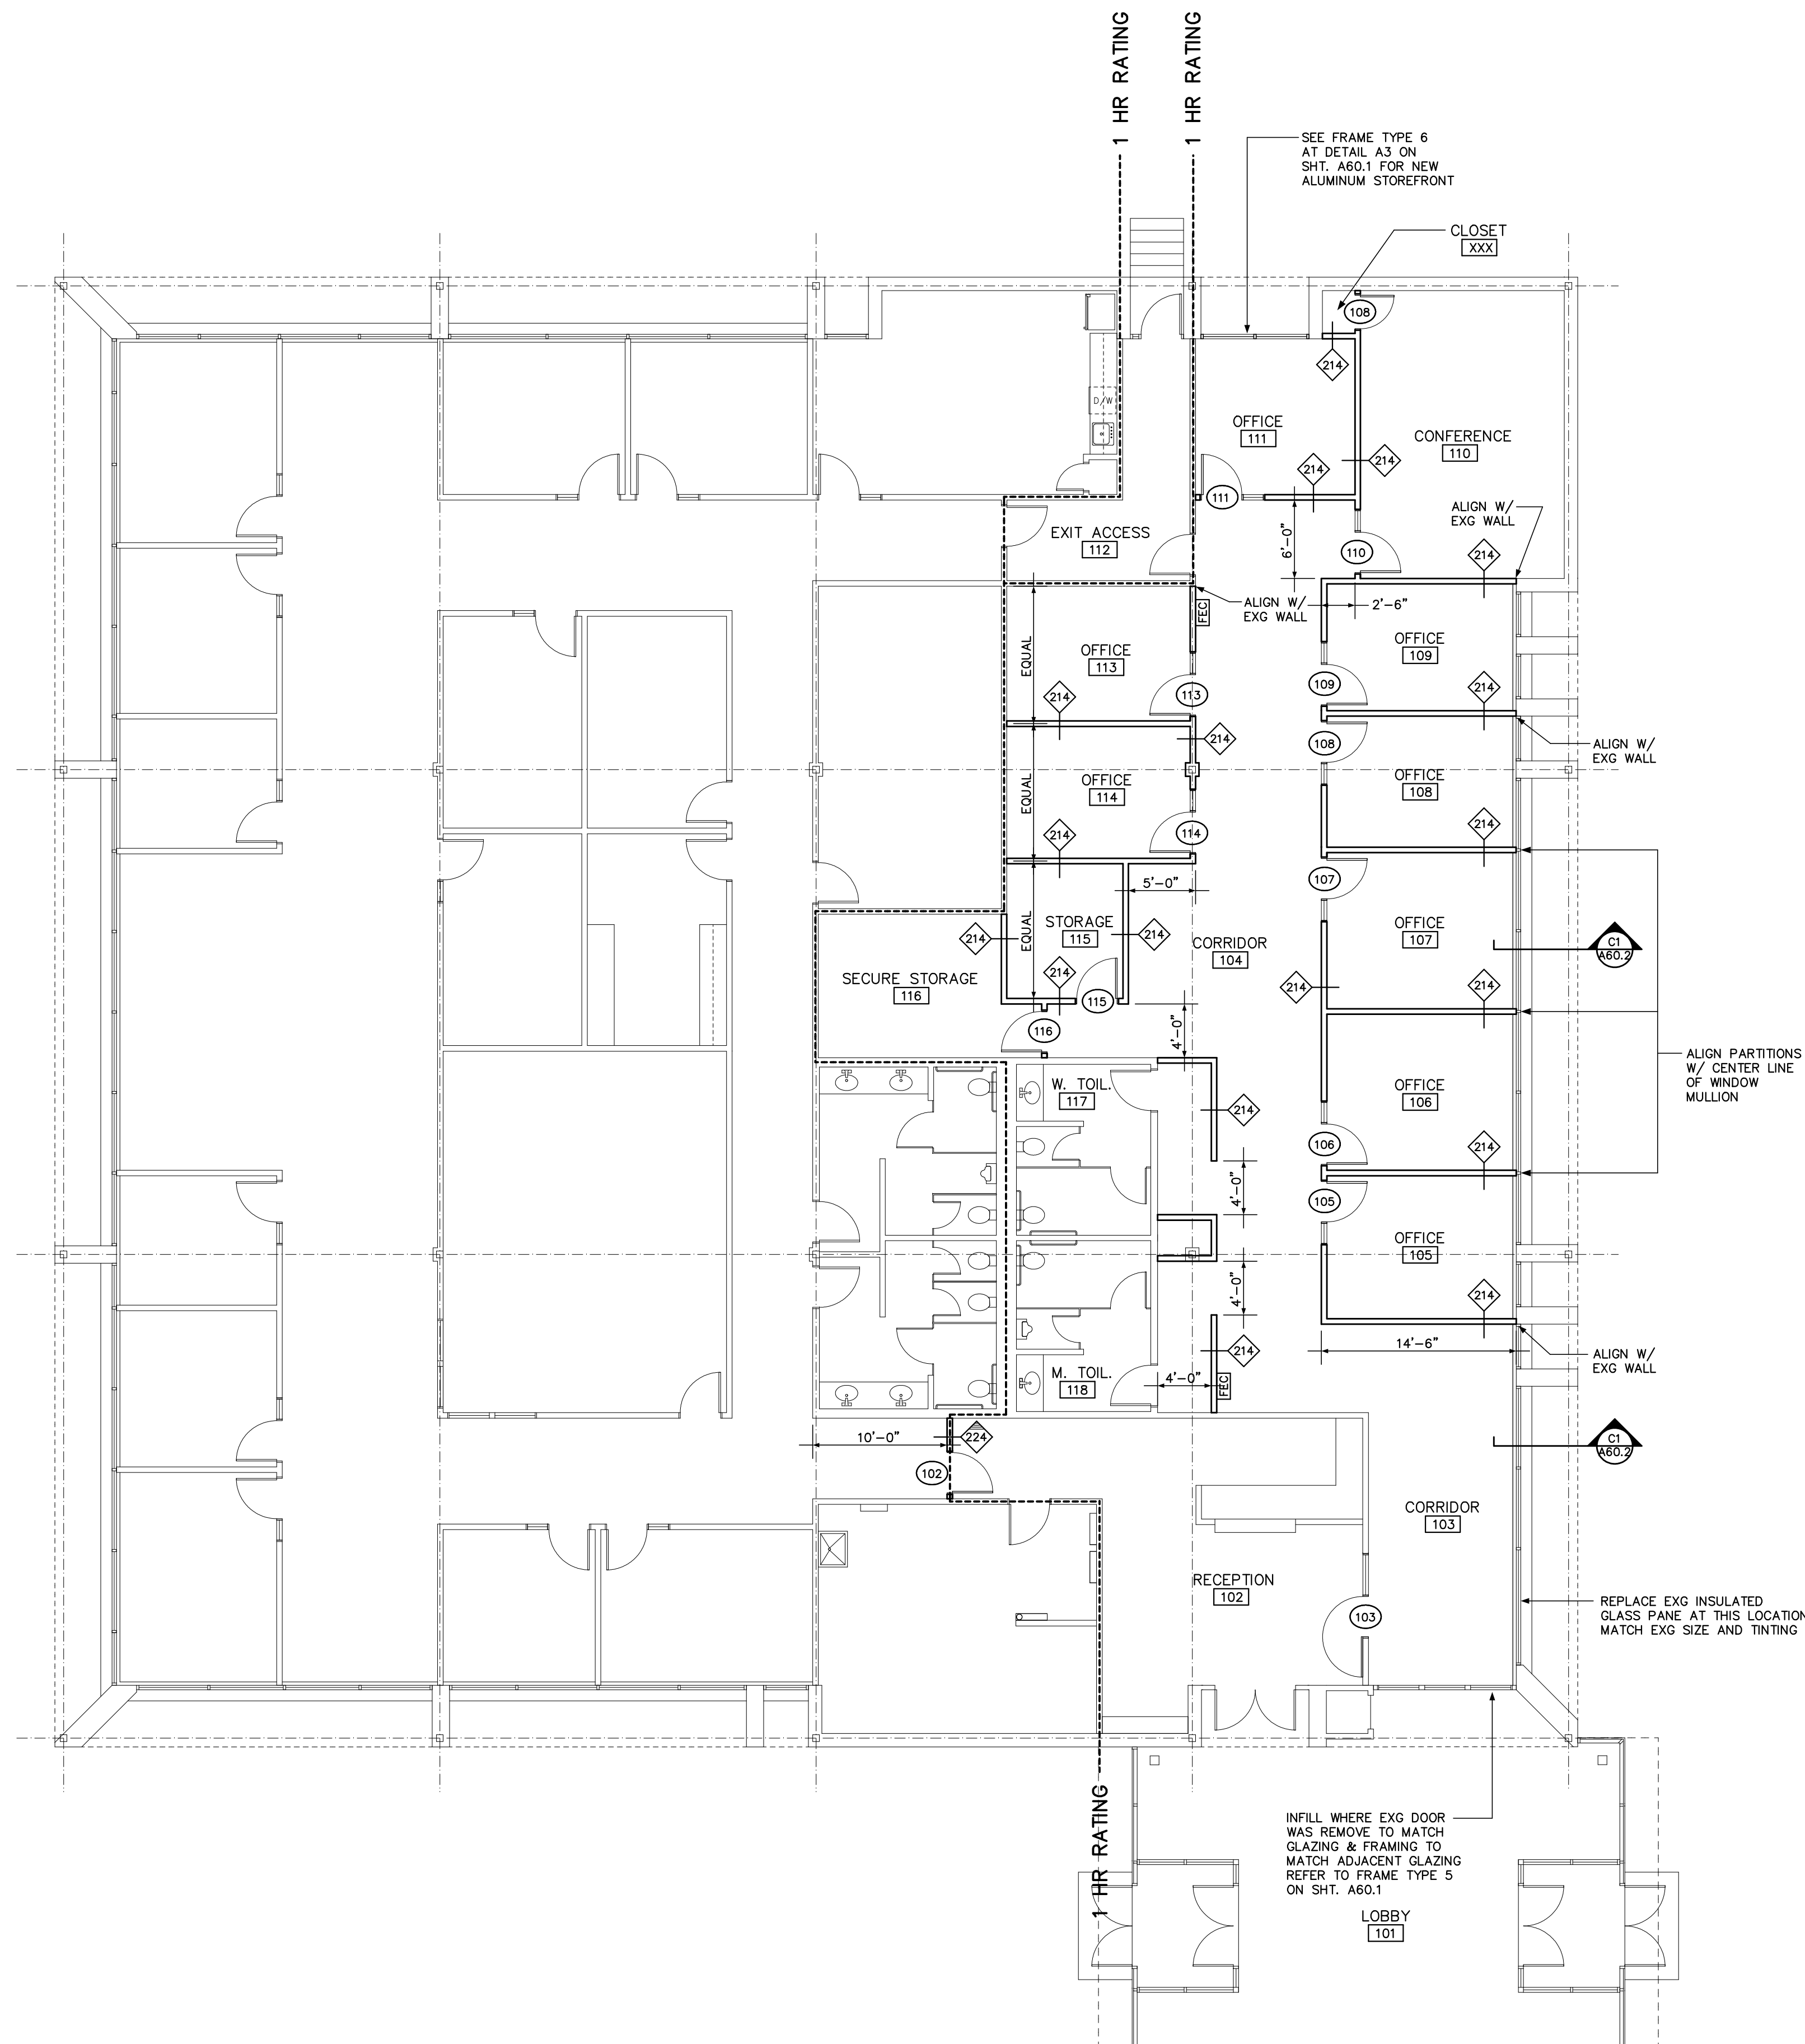 1 HR RATING
1 HR RATING
SEE FRAME TYPE 6
AT DETAIL A3 ON
SHT. A60.1 FOR NEW
ALUMINUM STOREFRONT
CLOSET
XXX
108
214
D/W
OFFICE
111
CONFERENCE
110
214
214
111
ALIGN W/
EXG WALL
EXIT ACCESS
112
6'-0"
110
214
ALIGN W/
EXG WALL
FEC
2'-6"
OFFICE
113
EQUAL
OFFICE
109
214
113
109
214
214
108
ALIGN W/
EXG WALL
OFFICE
114
EQUAL
OFFICE
108
214
114
214
107
5'-0"
STORAGE
115
EQUAL
214
214
CORRIDOR
104
OFFICE
107
C1
A60.2
SECURE STORAGE
116
214
115
214
214
116
4'-0"
ALIGN PARTITIONS
W/ CENTER LINE
OF WINDOW
MULLION
W. TOIL.
117
OFFICE
106
214
106
214
4'-0"
105
OFFICE
105
4'-0"
214
214
14'-6"
ALIGN W/
EXG WALL
M. TOIL.
118
4'-0"
FEC
10'-0"
224
102
C1
A60.2
CORRIDOR
103
RECEPTION
102
103
REPLACE EXG INSULATED
GLASS PANE AT THIS LOCATION
MATCH EXG SIZE AND TINTING
1 HR RATING
INFILL WHERE EXG DOOR
WAS REMOVE TO MATCH
GLAZING & FRAMING TO
MATCH ADJACENT GLAZING
REFER TO FRAME TYPE 5
ON SHT. A60.1
LOBBY
101